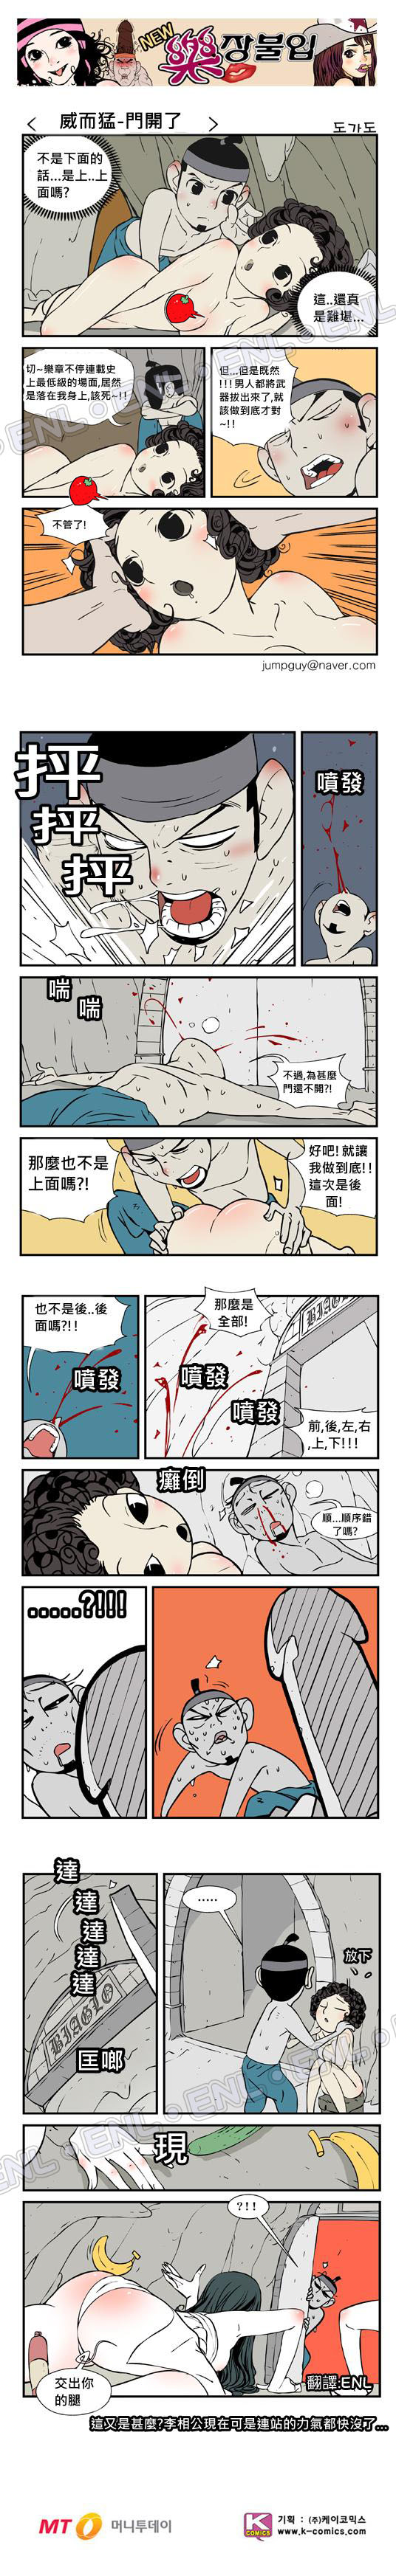 NEW
樂장불입
< 威而猛-門開了 >
도가도
不是下面的
話...是上..上
面嗎?
這..還真
是難堪...
切~樂章不停連載史
上最低級的場面,居然
是落在我身上,該死~!!
但...但是既然
!!!男人都將武
器拔出來了,就
該做到底才對
~!!
不管了!
jumpguy@naver.com
抨
抨
抨
噴發
喘
喘
不過,為甚麼
門還不開?!
那麼也不是
上面嗎?!
好吧!就讓
我做到底!!
這次是後
面!
也不是後..後
面嗎?!!
噴發
那麼是
全部!
噴發
噴發
BIAGLO
前,後,左,右
,上,下!!!
癱倒
順...順序錯
了嗎?
.....?!!!
達
達
達
達
達
BIAGLO
匡啷
.....
放下
現
?!!
交出你
的腿
翻譯:ENL
這又是甚麼?李相公現在可是連站的力氣都快沒了...
ENL ENL ENL
ENL ENL ENL
MTO 머니투데이
K COMICS
기획 : (주)케이코믹스
www.k-comics.com